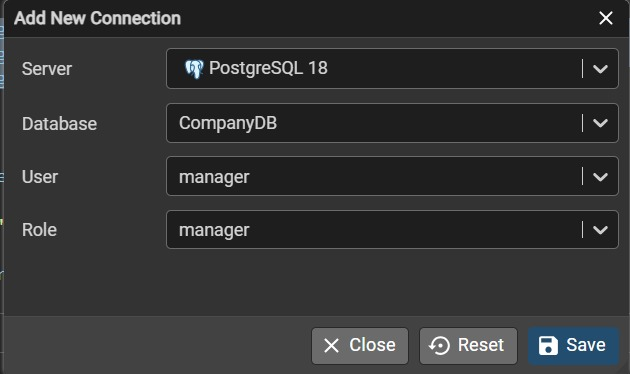 Add New Connection
Server PostgreSQL 18
Database CompanyDB
User manager
Role manager
Close Reset Save